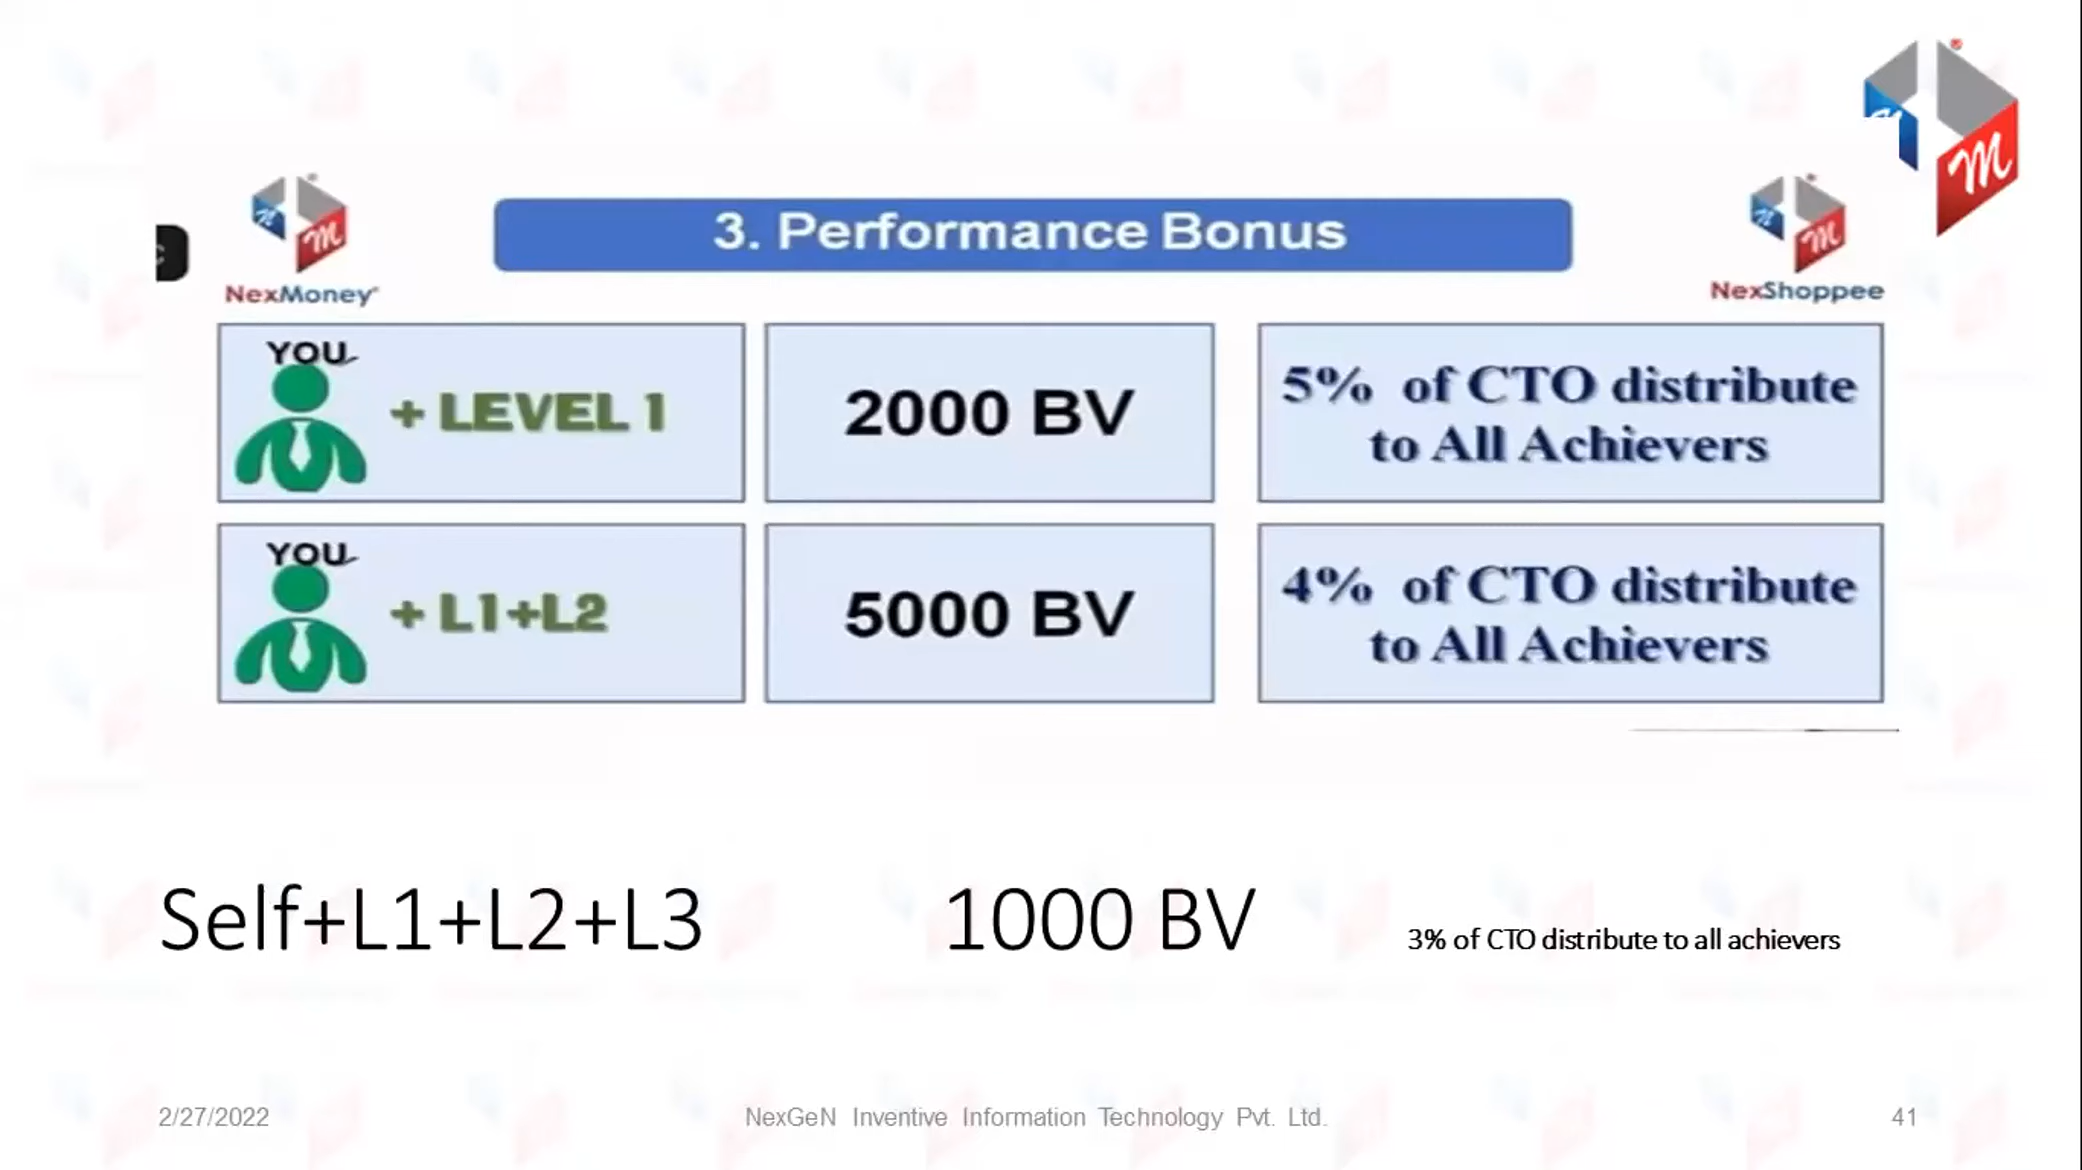 3. Performance Bonus
NexMoney
NexShoppee
YOU
+ LEVEL 1
2000 BV
5% of CTO distribute
to All Achievers
YOU
+ L1+L2
5000 BV
4% of CTO distribute
to All Achievers
Self+L1+L2+L3
1000 BV
3% of CTO distribute to all achievers
2/27/2022
NexGeN Inventive Information Technology Pvt. Ltd.
41